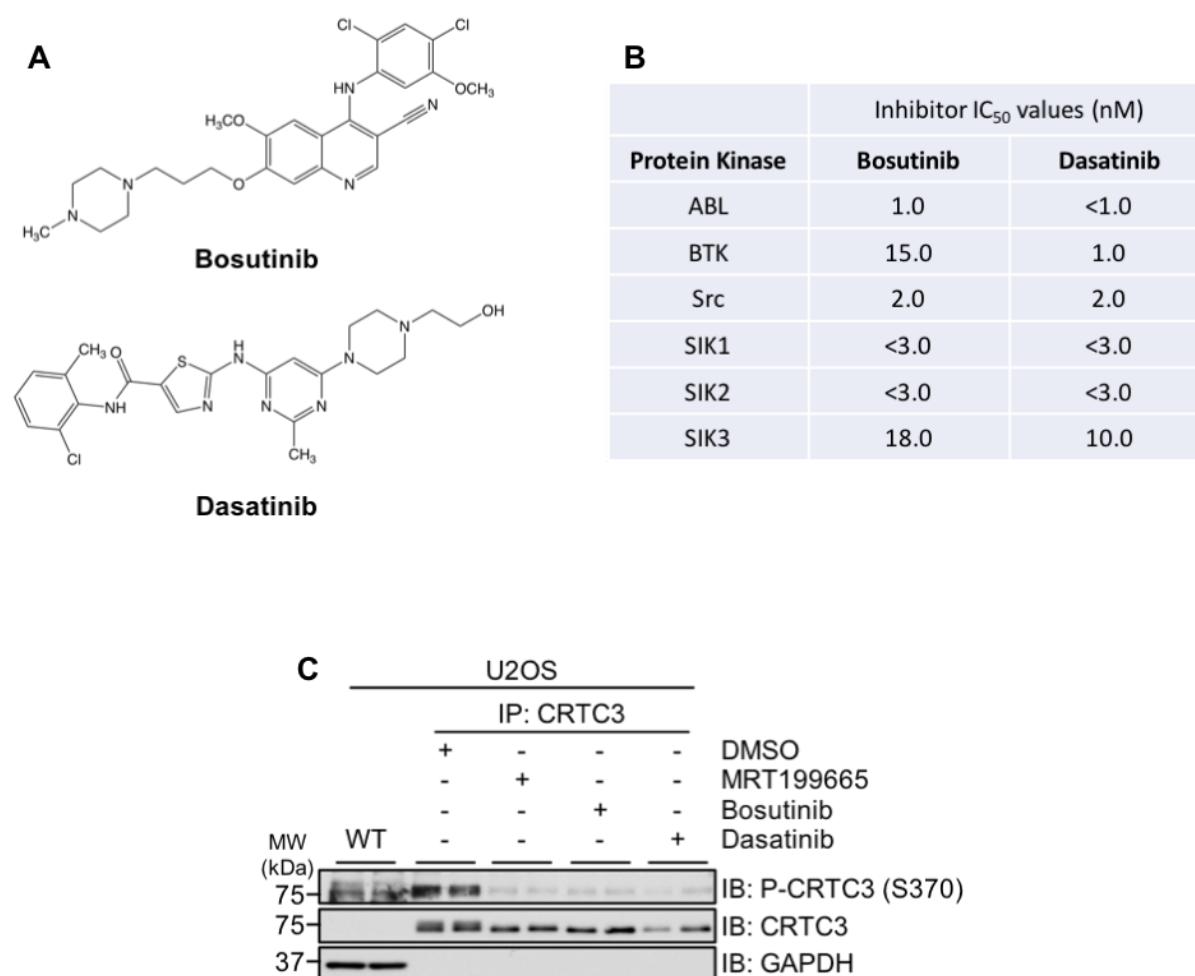 A
Cl
Cl
HN
OCH₃
N
H₃CO
N
O
N
N
H₃C
Bosutinib
OH
N
CH₃
O
S
H
N
N
NH
N
N
N
Cl
CH₃
Dasatinib
B
Inhibitor IC₅₀ values (nM)
Protein Kinase Bosutinib Dasatinib
ABL 1.0 <1.0
BTK 15.0 1.0
Src 2.0 2.0
SIK1 <3.0 <3.0
SIK2 <3.0 <3.0
SIK3 18.0 10.0
C
U2OS
IP: CRTC3
+ - - - DMSO
- + - - MRT199665
- - + - Bosutinib
MW WT - - - + Dasatinib
(kDa)
75 IB: P-CRTC3 (S370)
75 IB: CRTC3
37 IB: GAPDH